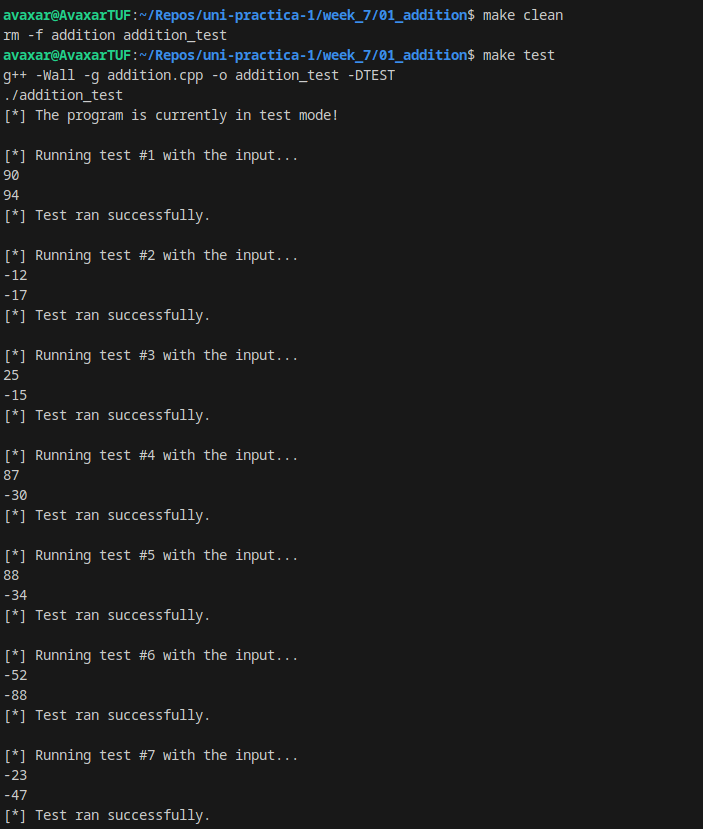 avaxar@AvaxarTUF:~/Repos/uni-practica-1/week_7/01_addition$ make clean
rm -f addition addition_test
avaxar@AvaxarTUF:~/Repos/uni-practica-1/week_7/01_addition$ make test
g++ -Wall -g addition.cpp -o addition_test -DTEST
./addition_test
[*] The program is currently in test mode!

[*] Running test #1 with the input...
90
94
[*] Test ran successfully.

[*] Running test #2 with the input...
-12
-17
[*] Test ran successfully.

[*] Running test #3 with the input...
25
-15
[*] Test ran successfully.

[*] Running test #4 with the input...
87
-30
[*] Test ran successfully.

[*] Running test #5 with the input...
88
-34
[*] Test ran successfully.

[*] Running test #6 with the input...
-52
-88
[*] Test ran successfully.

[*] Running test #7 with the input...
-23
-47
[*] Test ran successfully.